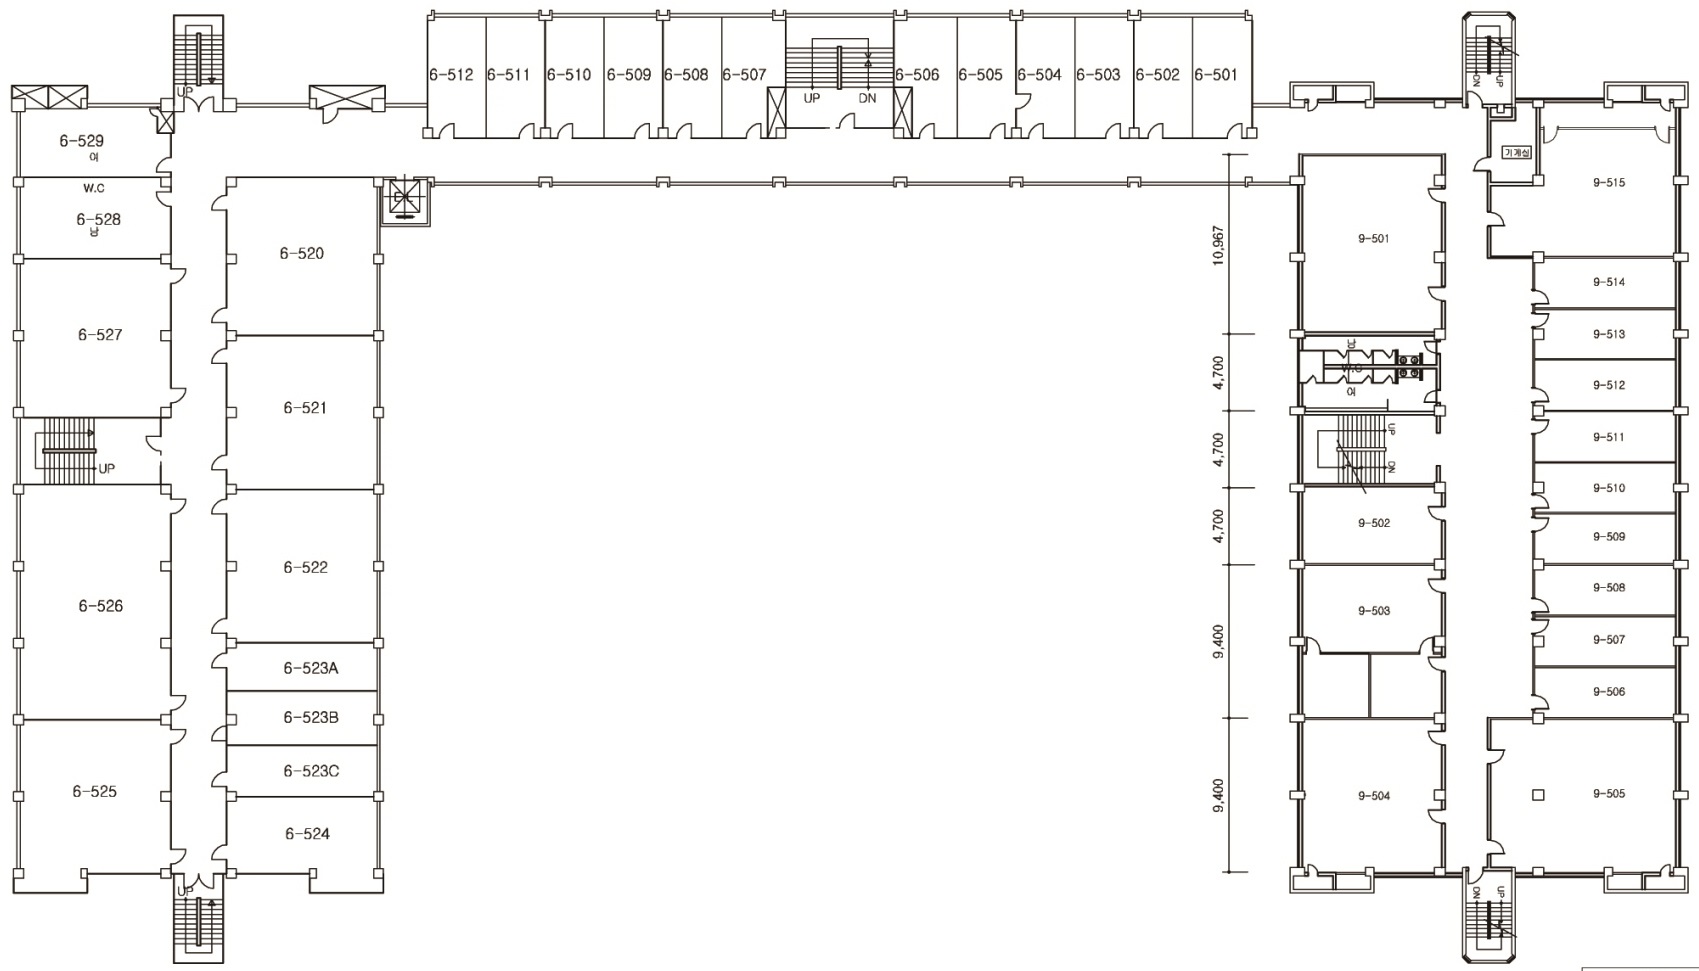 UP
6-529
여
W.C
6-528
남
6-527
UP
6-526
6-525
UP
6-520
6-521
6-522
6-523A
6-523B
6-523C
6-524
6-512
6-511
6-510
6-509
6-508
6-507
UP
DN
6-506
6-505
6-504
6-503
6-502
6-501
10,967
4,700
4,700
4,700
9,400
9,400
DN
UP
기계실
9-501
남
W.C
여
UP
DN
9-502
9-503
9-504
9-515
9-514
9-513
9-512
9-511
9-510
9-509
9-508
9-507
9-506
9-505
DN
UP